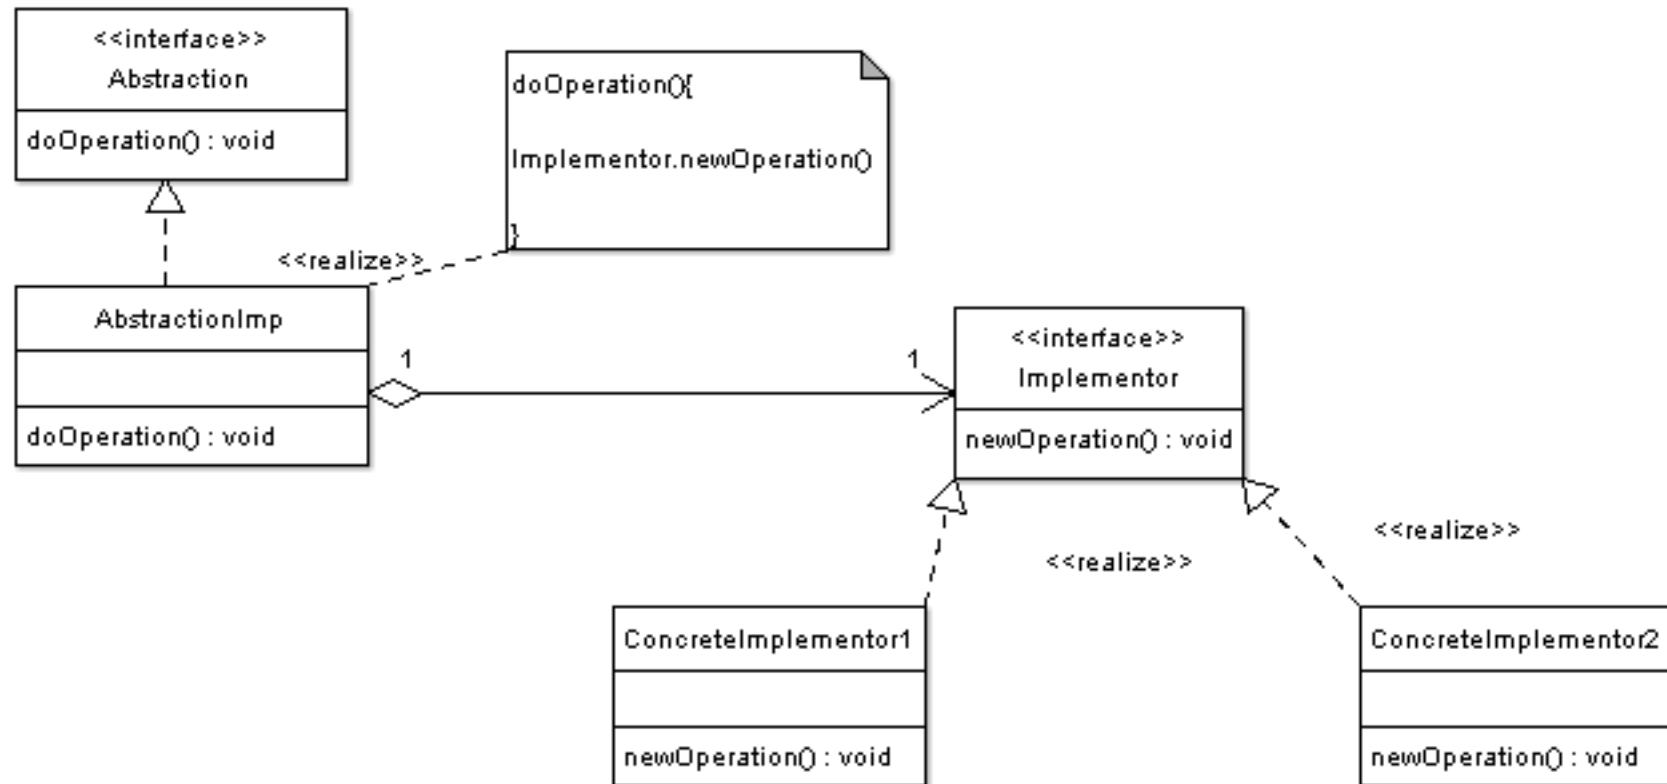 <<interface>>
Abstraction
doOperation() : void
doOperation(){
Implementor.newOperation()
}
<<realize>>
AbstractionImp
doOperation() : void
1
1
<<interface>>
Implementor
newOperation() : void
<<realize>>
<<realize>>
ConcreteImplementor1
newOperation() : void
ConcreteImplementor2
newOperation() : void